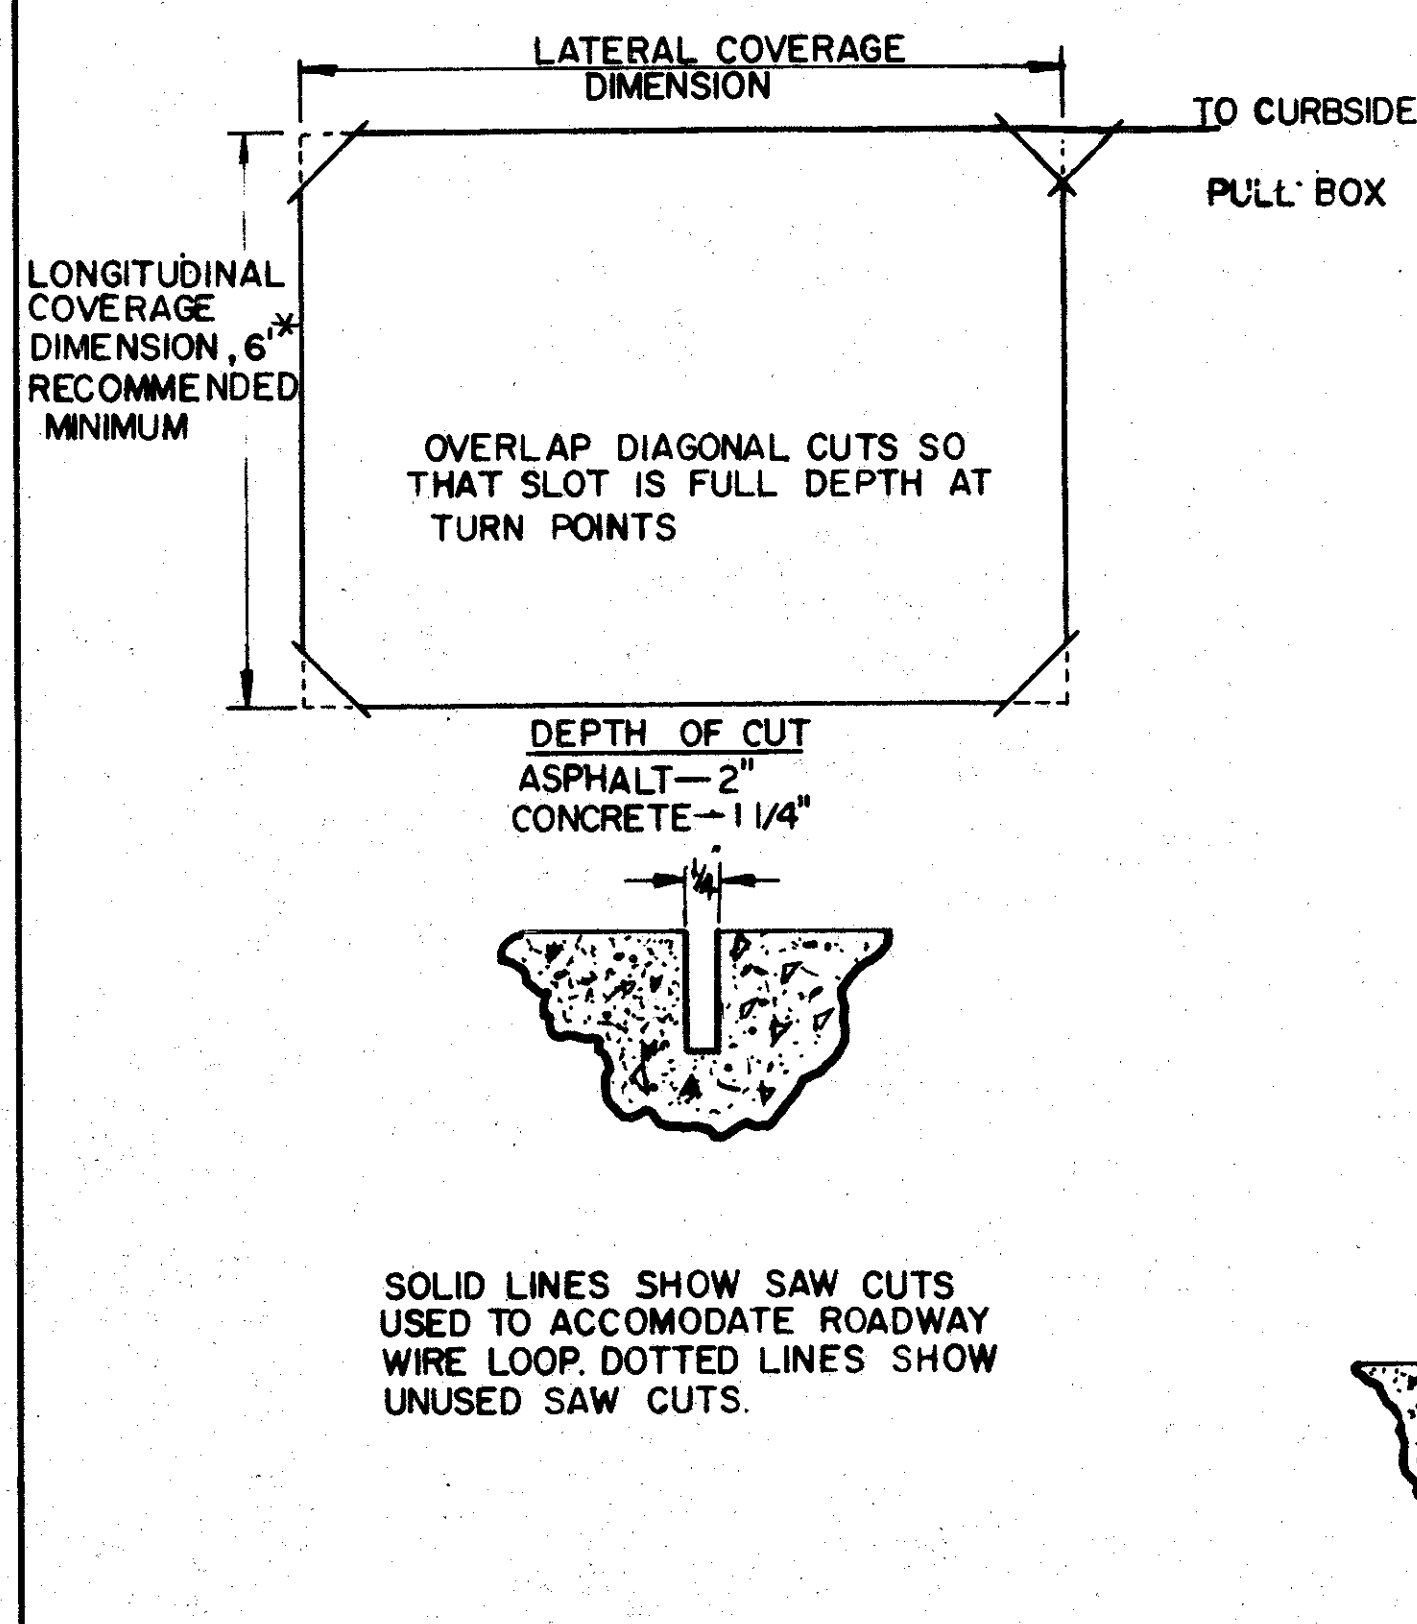 LATERAL COVERAGE
DIMENSION
TO CURBSIDE
PULL BOX
LONGITUDINAL
COVERAGE
DIMENSION, 6'*
RECOMMENDED
MINIMUM
OVERLAP DIAGONAL CUTS SO
THAT SLOT IS FULL DEPTH AT
TURN POINTS
DEPTH OF CUT
ASPHALT—2"
CONCRETE—1 1/4"
1/4
SOLID LINES SHOW SAW CUTS
USED TO ACCOMODATE ROADWAY
WIRE LOOP. DOTTED LINES SHOW
UNUSED SAW CUTS.